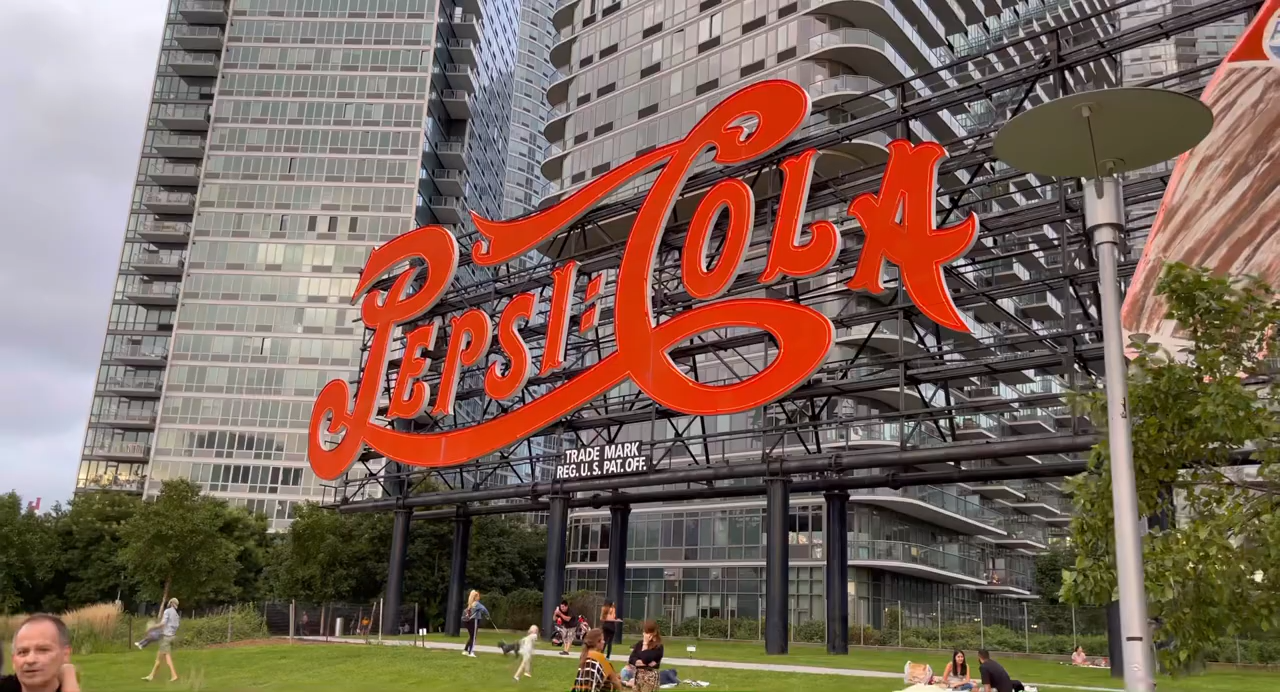 PEPSI:COLA
TRADE MARK
REG. U. S. PAT. OFF.